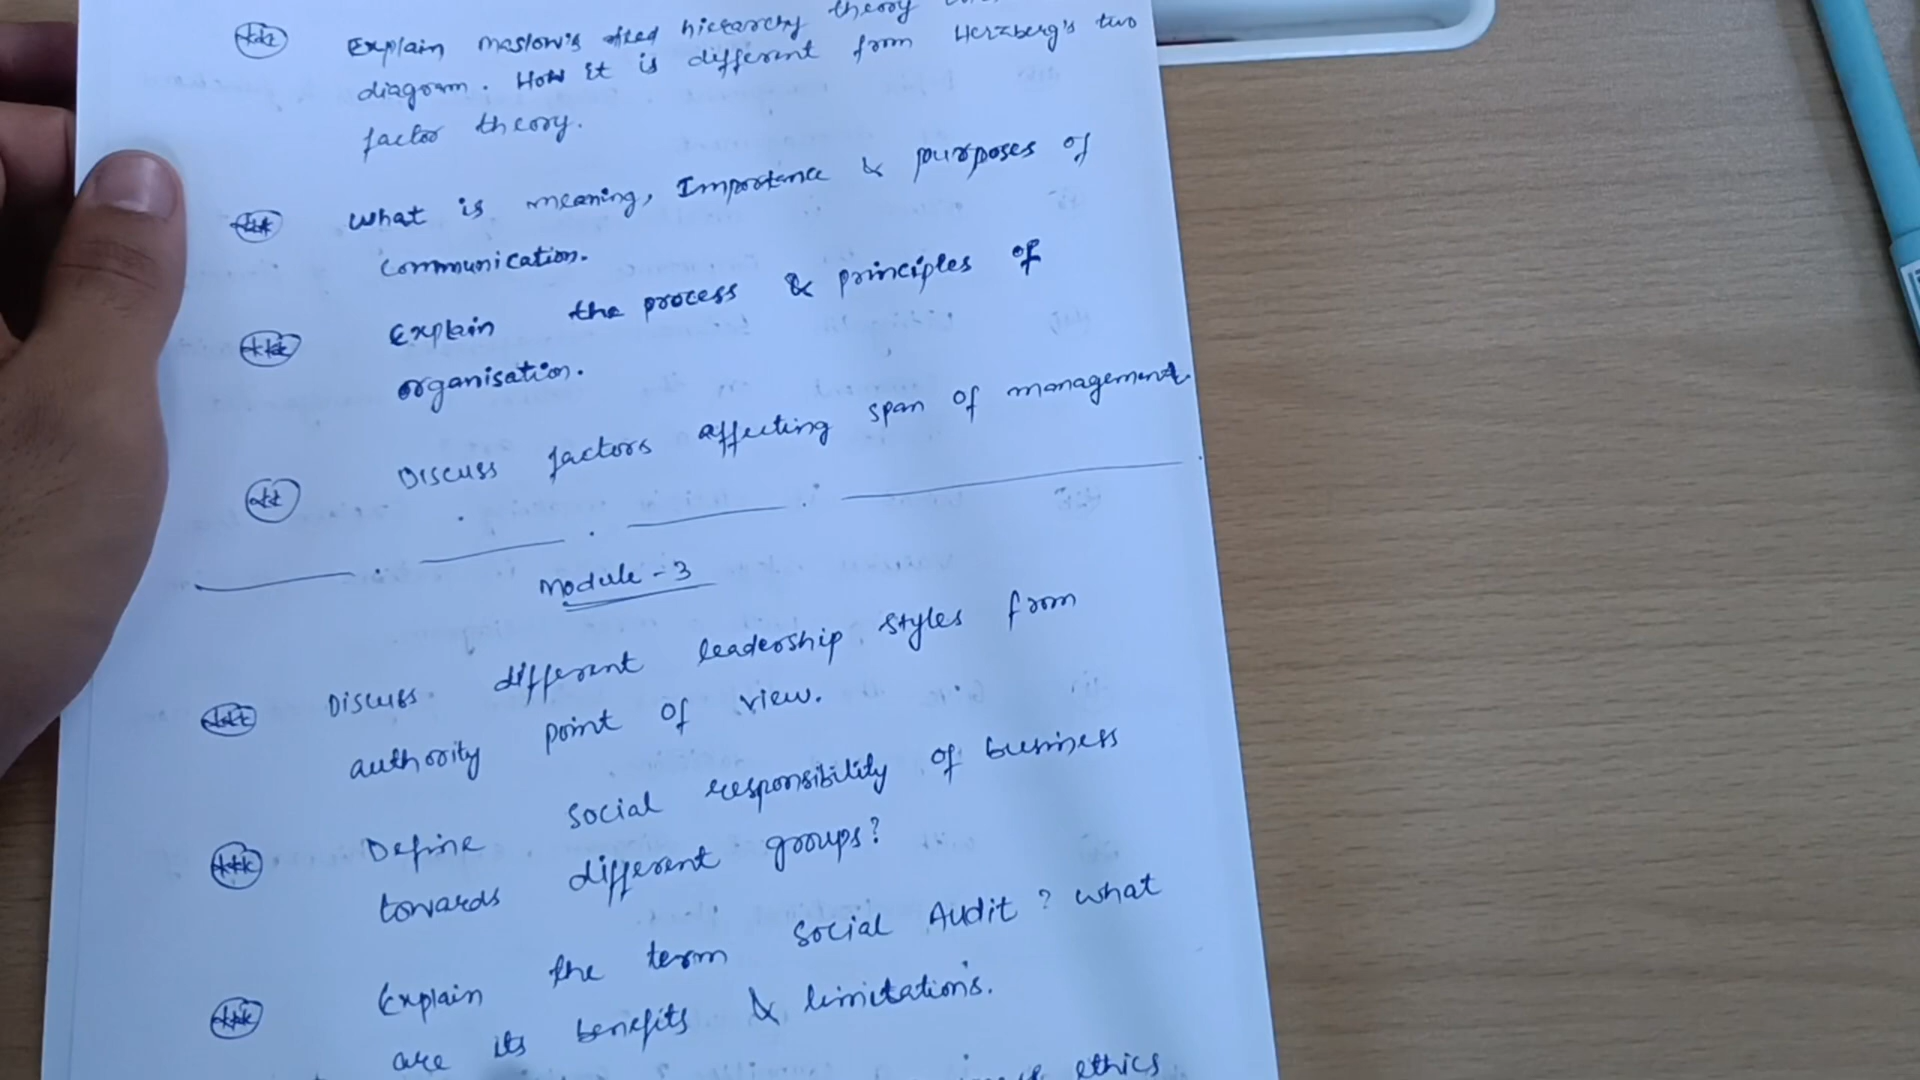 *** Explain Maslow's need hierarchy theory
diagram. How it is different from Herzberg's two
factor theory.
** What is meaning, Importance & purposes of
communication.
*** Explain the process & principles of
organisation.
** Discuss factors affecting span of management.
Module - 3
*** Discuss different leadership styles from
authority point of view.
*** Define social responsibility of business
towards different groups?
*** Explain the term social Audit? what
are its benefits & limitations.
ethics